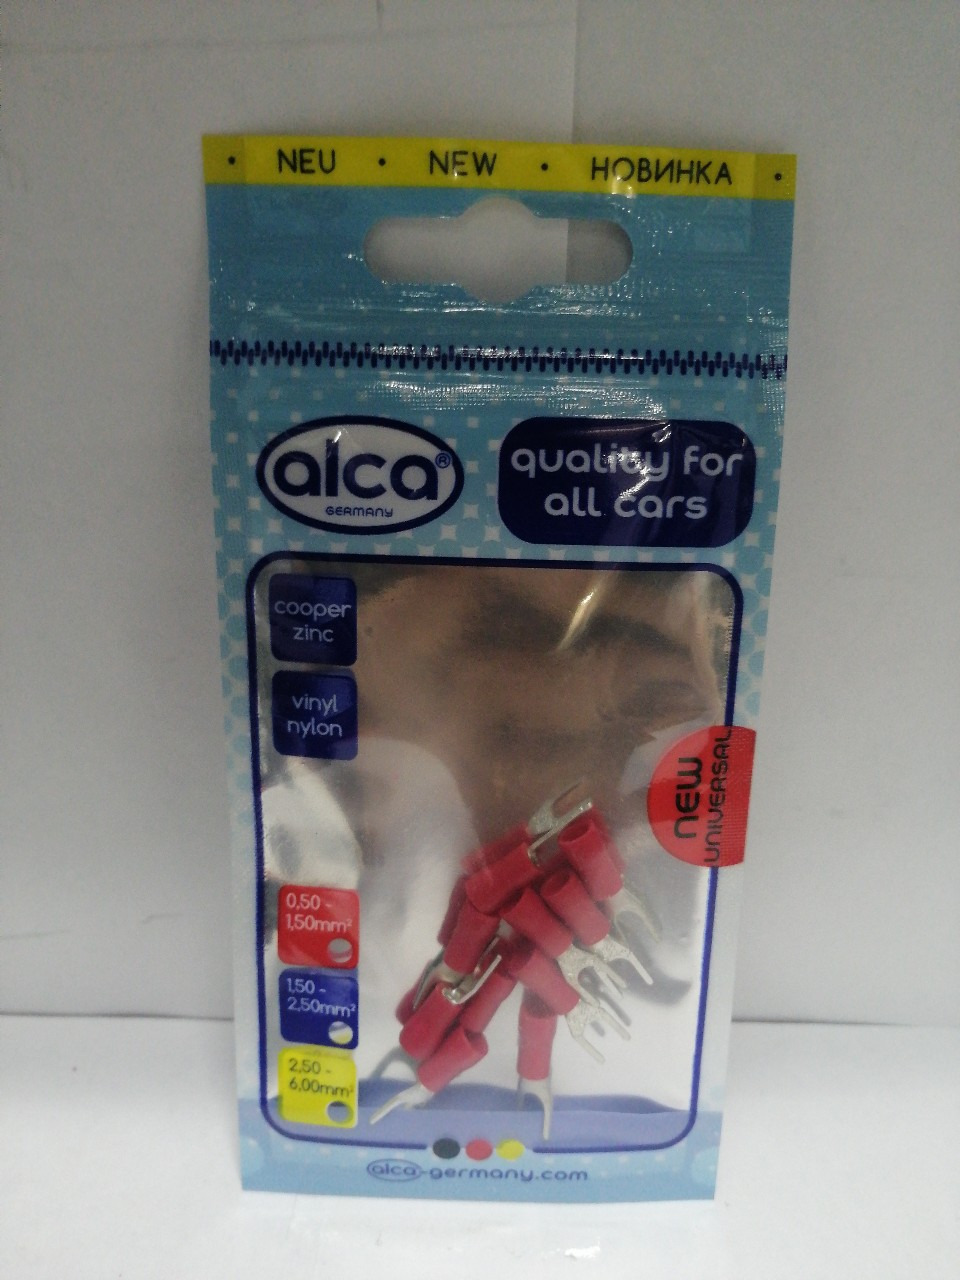 • NEU • NEW • НОВИНКА •
alca®
GERMANY
quality for
all cars
cooper
zinc
vinyl
nylon
NEW
UNIVERSAL
0,50 -
1,50mm²
1,50 -
2,50mm²
2,50 -
6,00mm²
alca-germany.com